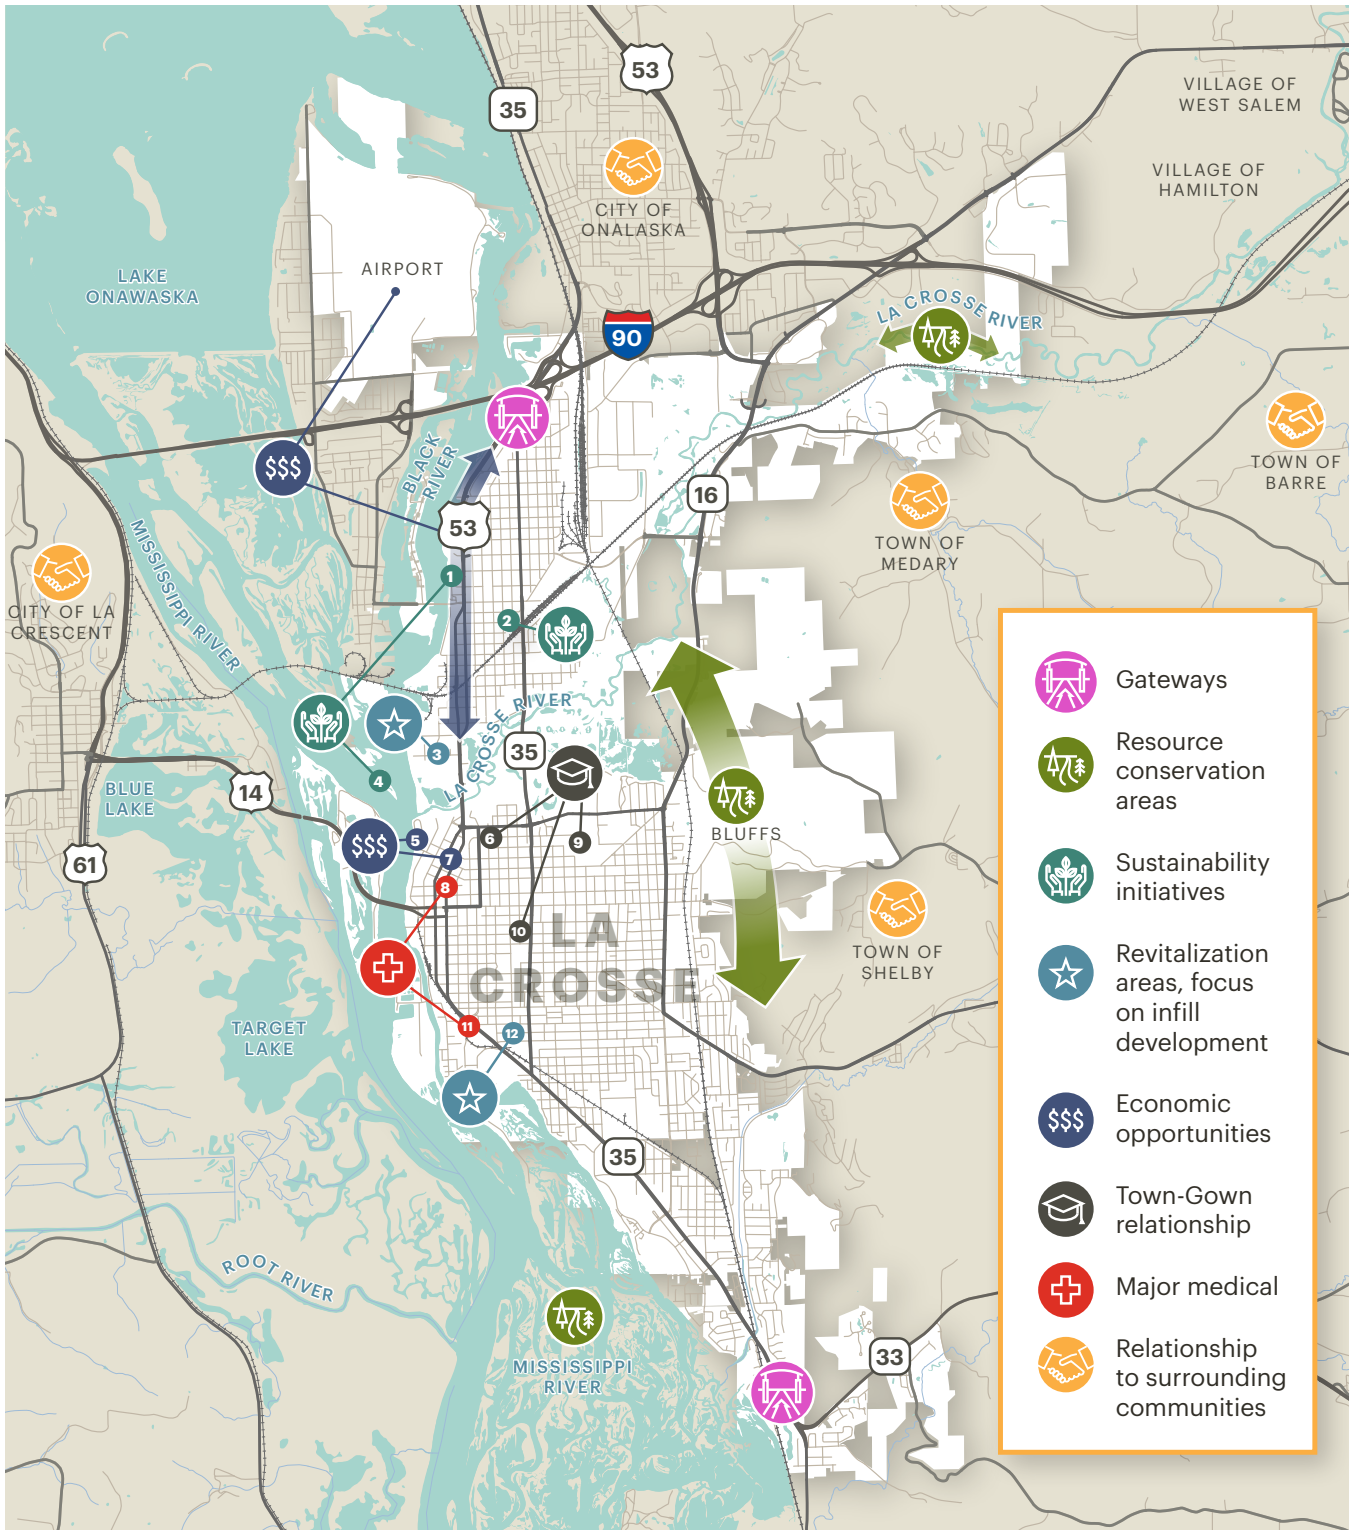 53
35
VILLAGE OF
WEST SALEM
VILLAGE OF
HAMILTON
CITY OF
ONALASKA
AIRPORT
LAKE
ONAWASKA
LA CROSSE RIVER
90
BLACK
RIVER
$$$
53
16
TOWN OF
BARRE
TOWN OF
MEDARY
MISSISSIPPI RIVER
CITY OF LA
CRESCENT
1
2
LA CROSSE RIVER
3
35
4
14
BLUE
LAKE
61
$$$
5
6
7
8
9
10
BLUFFS
LA
CROSSE
TOWN OF
SHELBY
11
12
TARGET
LAKE
35
ROOT RIVER
MISSISSIPPI
RIVER
33
Gateways
Resource
conservation
areas
Sustainability
initiatives
Revitalization
areas, focus
on infill
development
$$$
Economic
opportunities
Town-Gown
relationship
Major medical
Relationship
to surrounding
communities